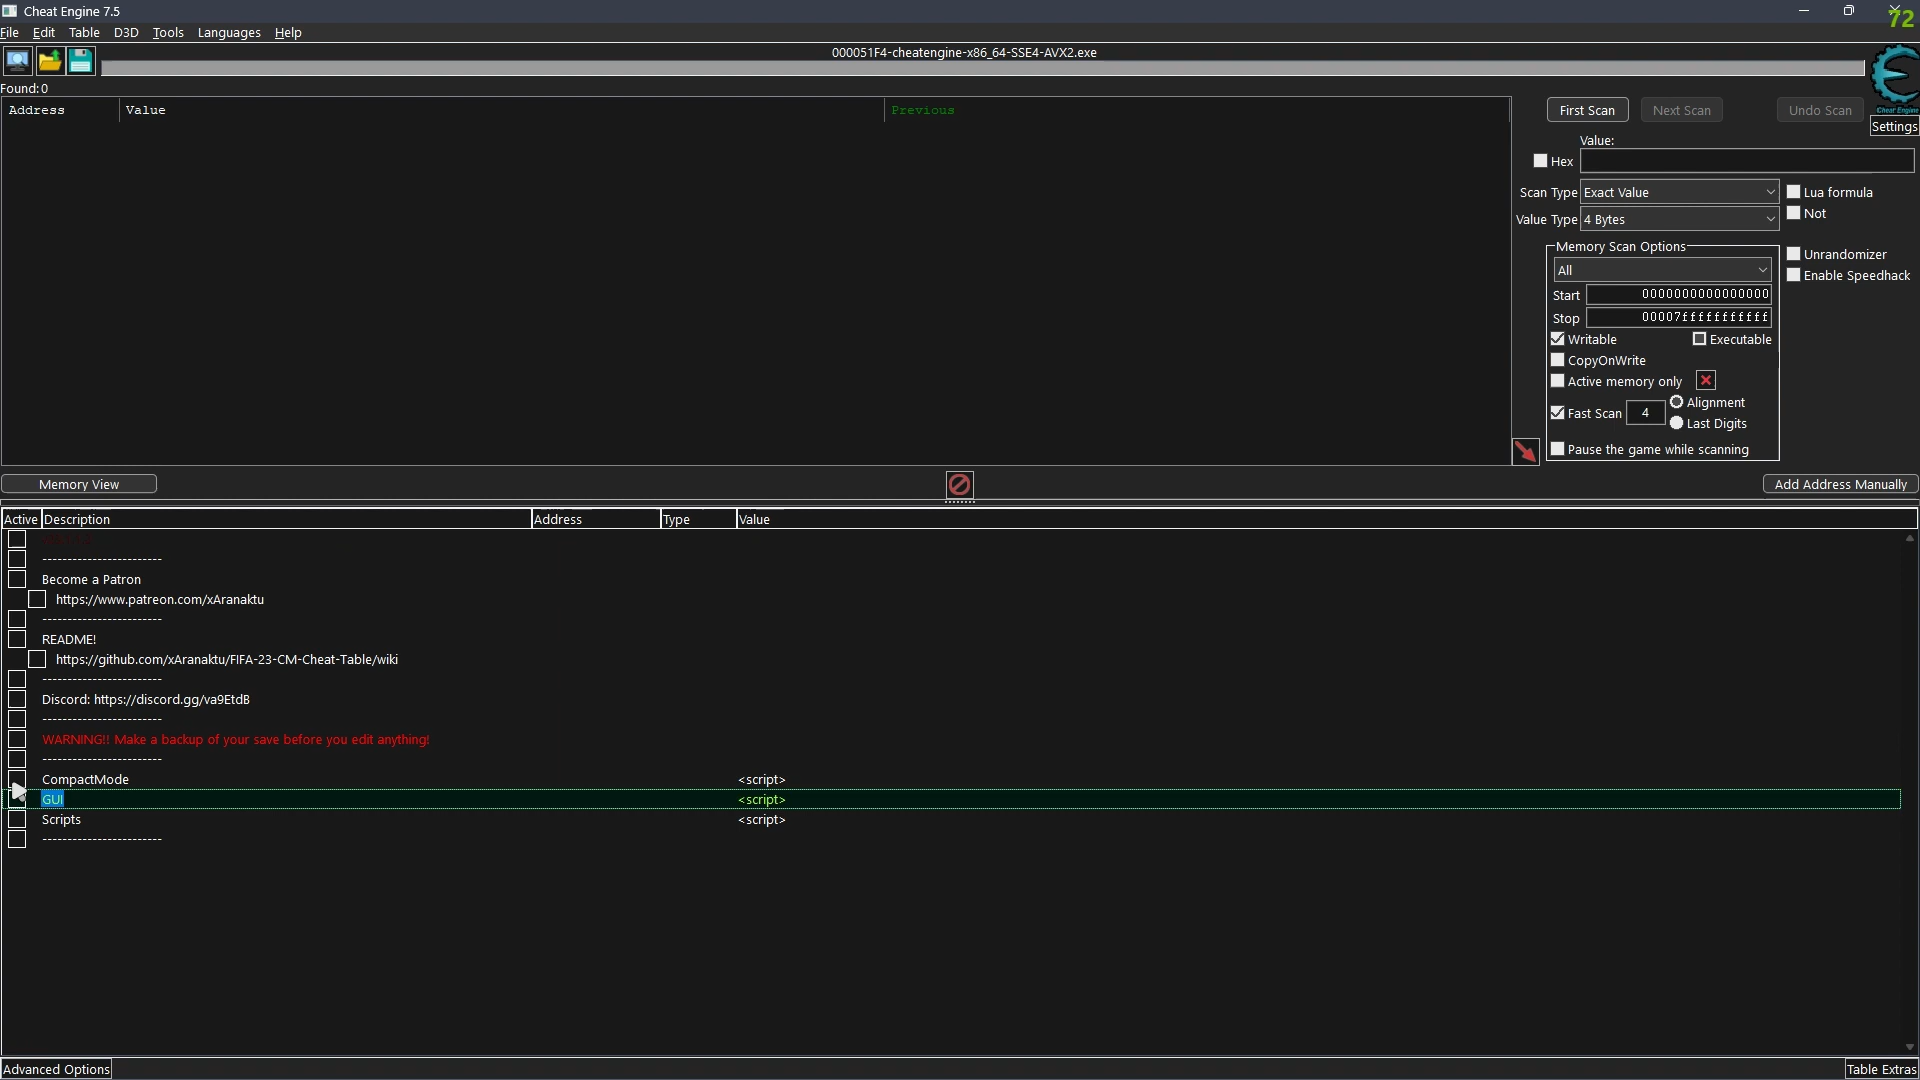 Cheat Engine 7.5
72
File Edit Table D3D Tools Languages Help
000051F4-cheatengine-x86_64-SSE4-AVX2.exe
Found: 0
Cheat Engine
Settings
Address Value Previous
First Scan Next Scan Undo Scan
Value:
Hex
Scan Type Exact Value Lua formula
Value Type 4 Bytes Not
Memory Scan Options
All
Unrandomizer
Enable Speedhack
Start 0000000000000000
Stop 00007fffffffffff
Writable Executable
CopyOnWrite
Active memory only
Fast Scan 4 Alignment
Last Digits
Pause the game while scanning
Memory View Add Address Manually
Active Description Address Type Value
------------------------
Become a Patron
https://www.patreon.com/xAranaktu
------------------------
README!
https://github.com/xAranaktu/FIFA-23-CM-Cheat-Table/wiki
------------------------
Discord: https://discord.gg/va9EtdB
------------------------
WARNING!! Make a backup of your save before you edit anything!
------------------------
CompactMode <script>
GUI <script>
Scripts <script>
------------------------
Advanced Options Table Extras